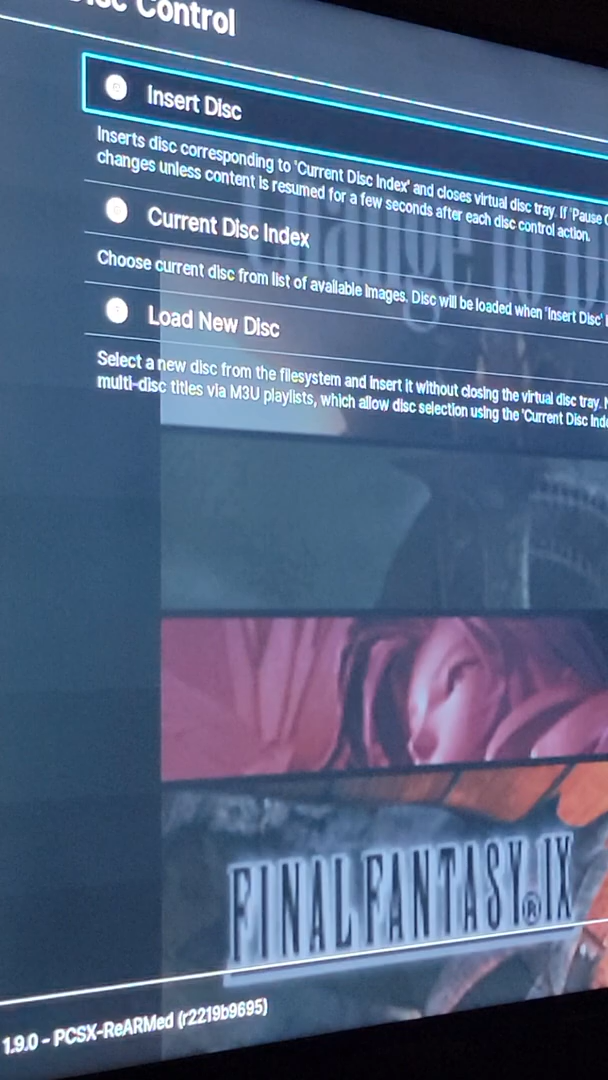 Disc Control
Insert Disc
Inserts disc corresponding to 'Current Disc Index' and closes virtual disc tray. If 'Pause
changes unless content is resumed for a few seconds after each disc control action.
Current Disc Index
Choose current disc from list of available images. Disc will be loaded when 'Insert Disc'
Load New Disc
Select a new disc from the filesystem and insert it without closing the virtual disc tray.
multi-disc titles via M3U playlists, which allow disc selection using the 'Current Disc
Change to
FINAL FANTASY® IX
1.9.0 - PCSX-ReARMed (r2219b9695)